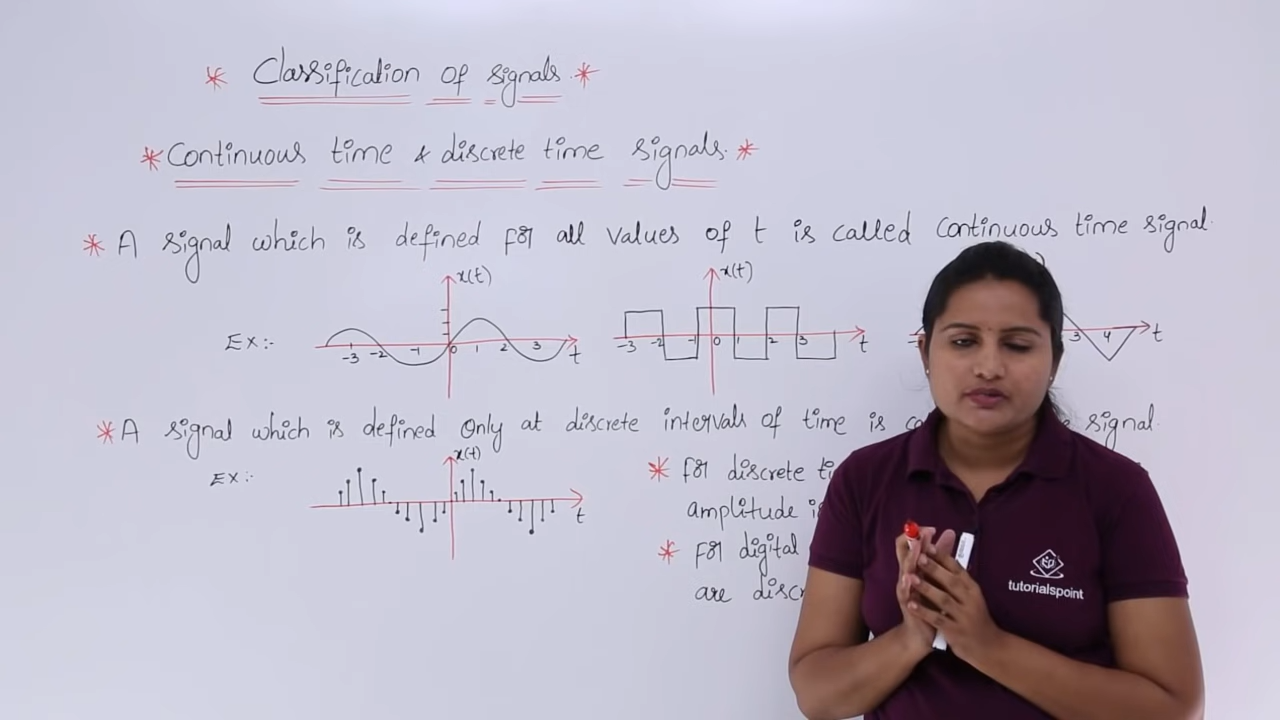 * Classification of signals. *
* Continuous time & discrete time signals. *
* A signal which is defined for all values of t is called continuous time signal.
Ex:-
x(t)
-3 -2 -1 0 1 2 3 t
x(t)
-3 -2 -1 0 1 2 3 t
3 4 t
* A signal which is defined only at discrete intervals of time is signal.
Ex:-
x(t)
t
* for discrete
amplitude
* for digital
are
tutorialspoint